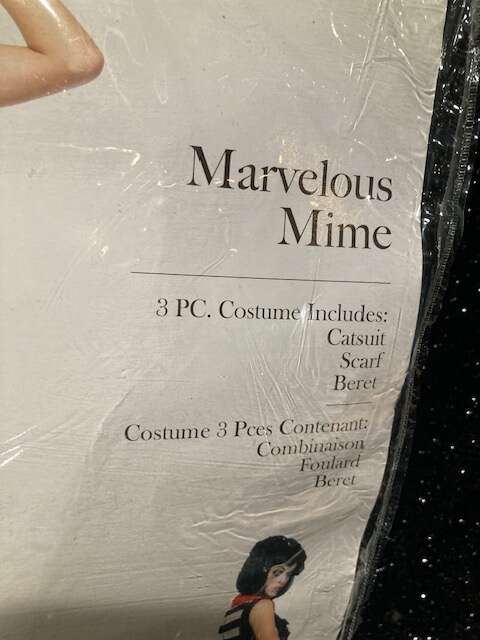 Marvelous
Mime
3 PC. Costume Includes:
Catsuit
Scarf
Beret
Costume 3 Pces Contenant:
Combinaison
Foulard
Beret